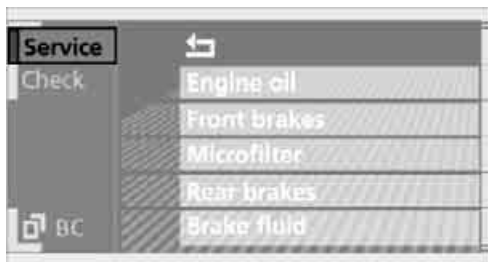 Service
Check
Engine oil
Front brakes
Microfilter
Rear brakes
Brake fluid
BC